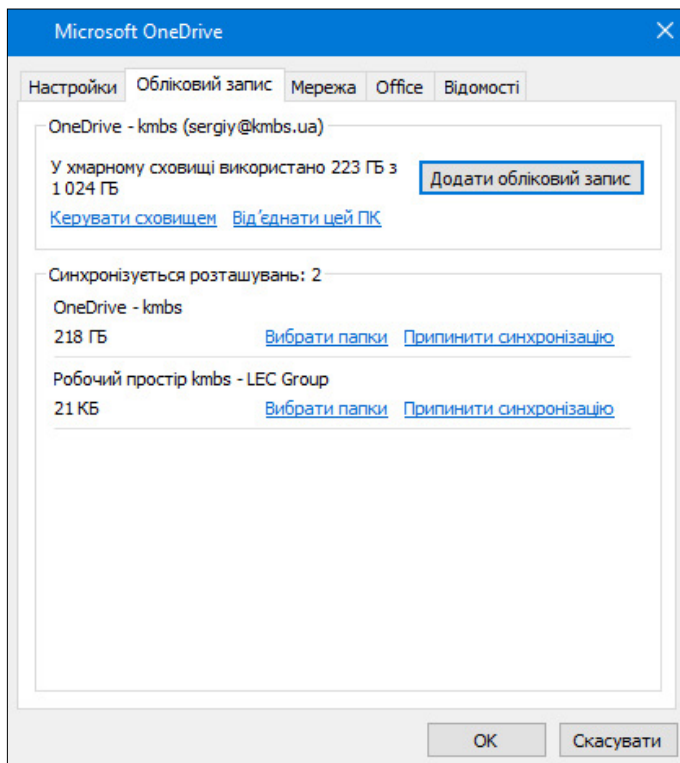 Microsoft OneDrive
Настройки Обліковий запис Мережа Office Відомості
OneDrive - kmbs (sergiy@kmbs.ua)
У хмарному сховищі використано 223 ГБ з
1 024 ГБ
Додати обліковий запис
Керувати сховищем Від'єднати цей ПК
Синхронізується розташувань: 2
OneDrive - kmbs
218 ГБ Вибрати папки Припинити синхронізацію
Робочий простір kmbs - LEC Group
21 КБ Вибрати папки Припинити синхронізацію
ОК Скасувати